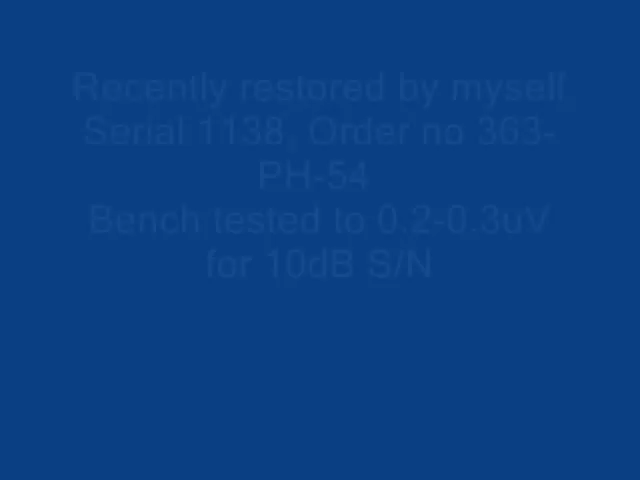 Recently restored by myself.
Serial 1138, Order no 363-
PH-54
Bench tested to 0.2-0.3uV
for 10dB S/N